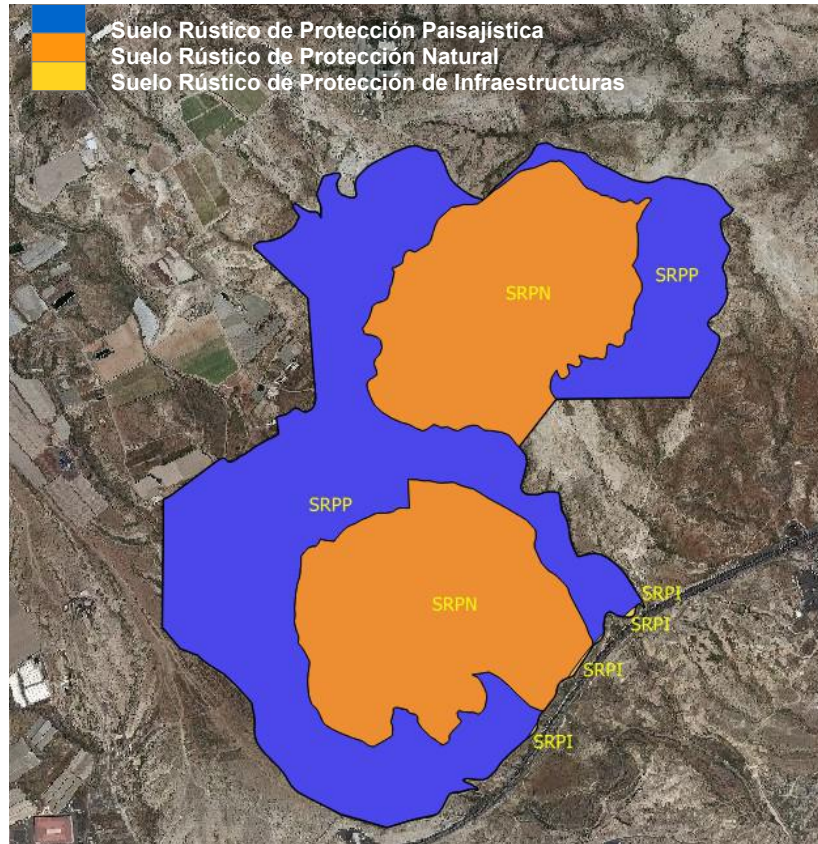 Suelo Rústico de Protección Paisajística
Suelo Rústico de Protección Natural
Suelo Rústico de Protección de Infraestructuras
SRPP
SRPN
SRPP
SRPN
SRPI
SRPI
SRPI
SRPI